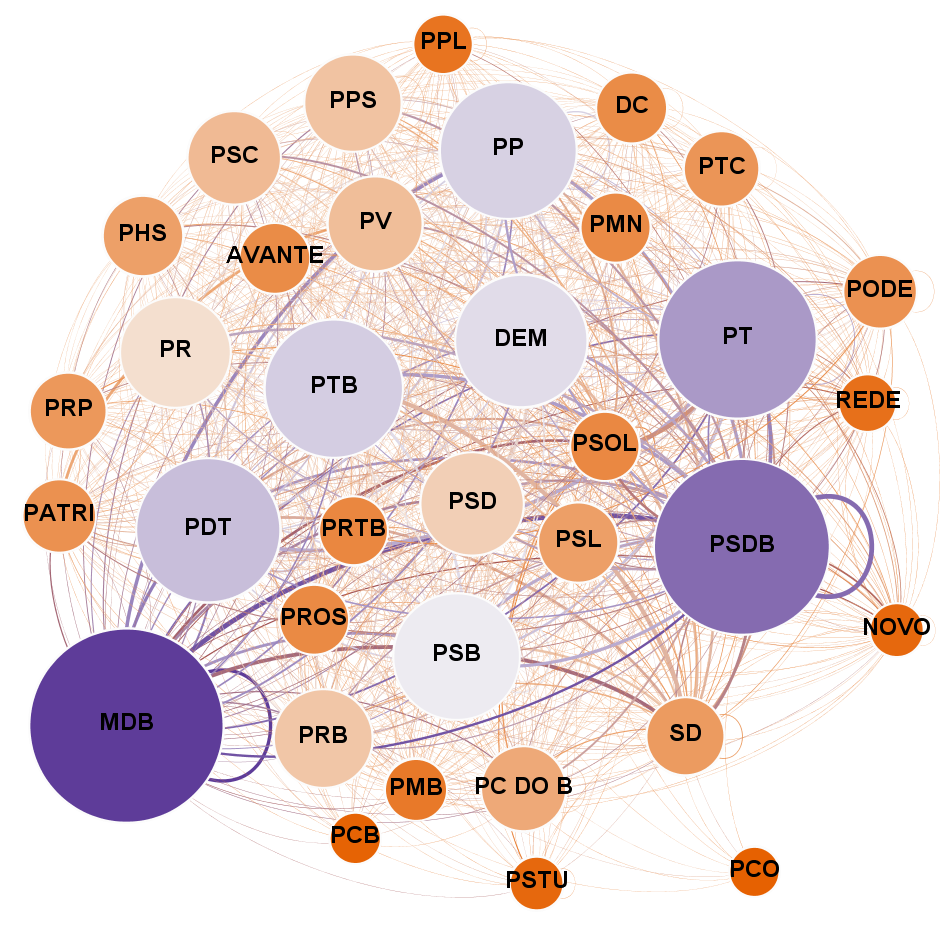 PPL
PPS
DC
PP
PSC
PTC
PV
PMN
PHS
AVANTE
PODE
DEM
PT
PR
PTB
REDE
PRP
PSOL
PSD
PATRI
PDT
PRTB
PSL
PSDB
PROS
NOVO
PSB
MDB
PRB
SD
PMB
PC DO B
PCB
PCO
PSTU